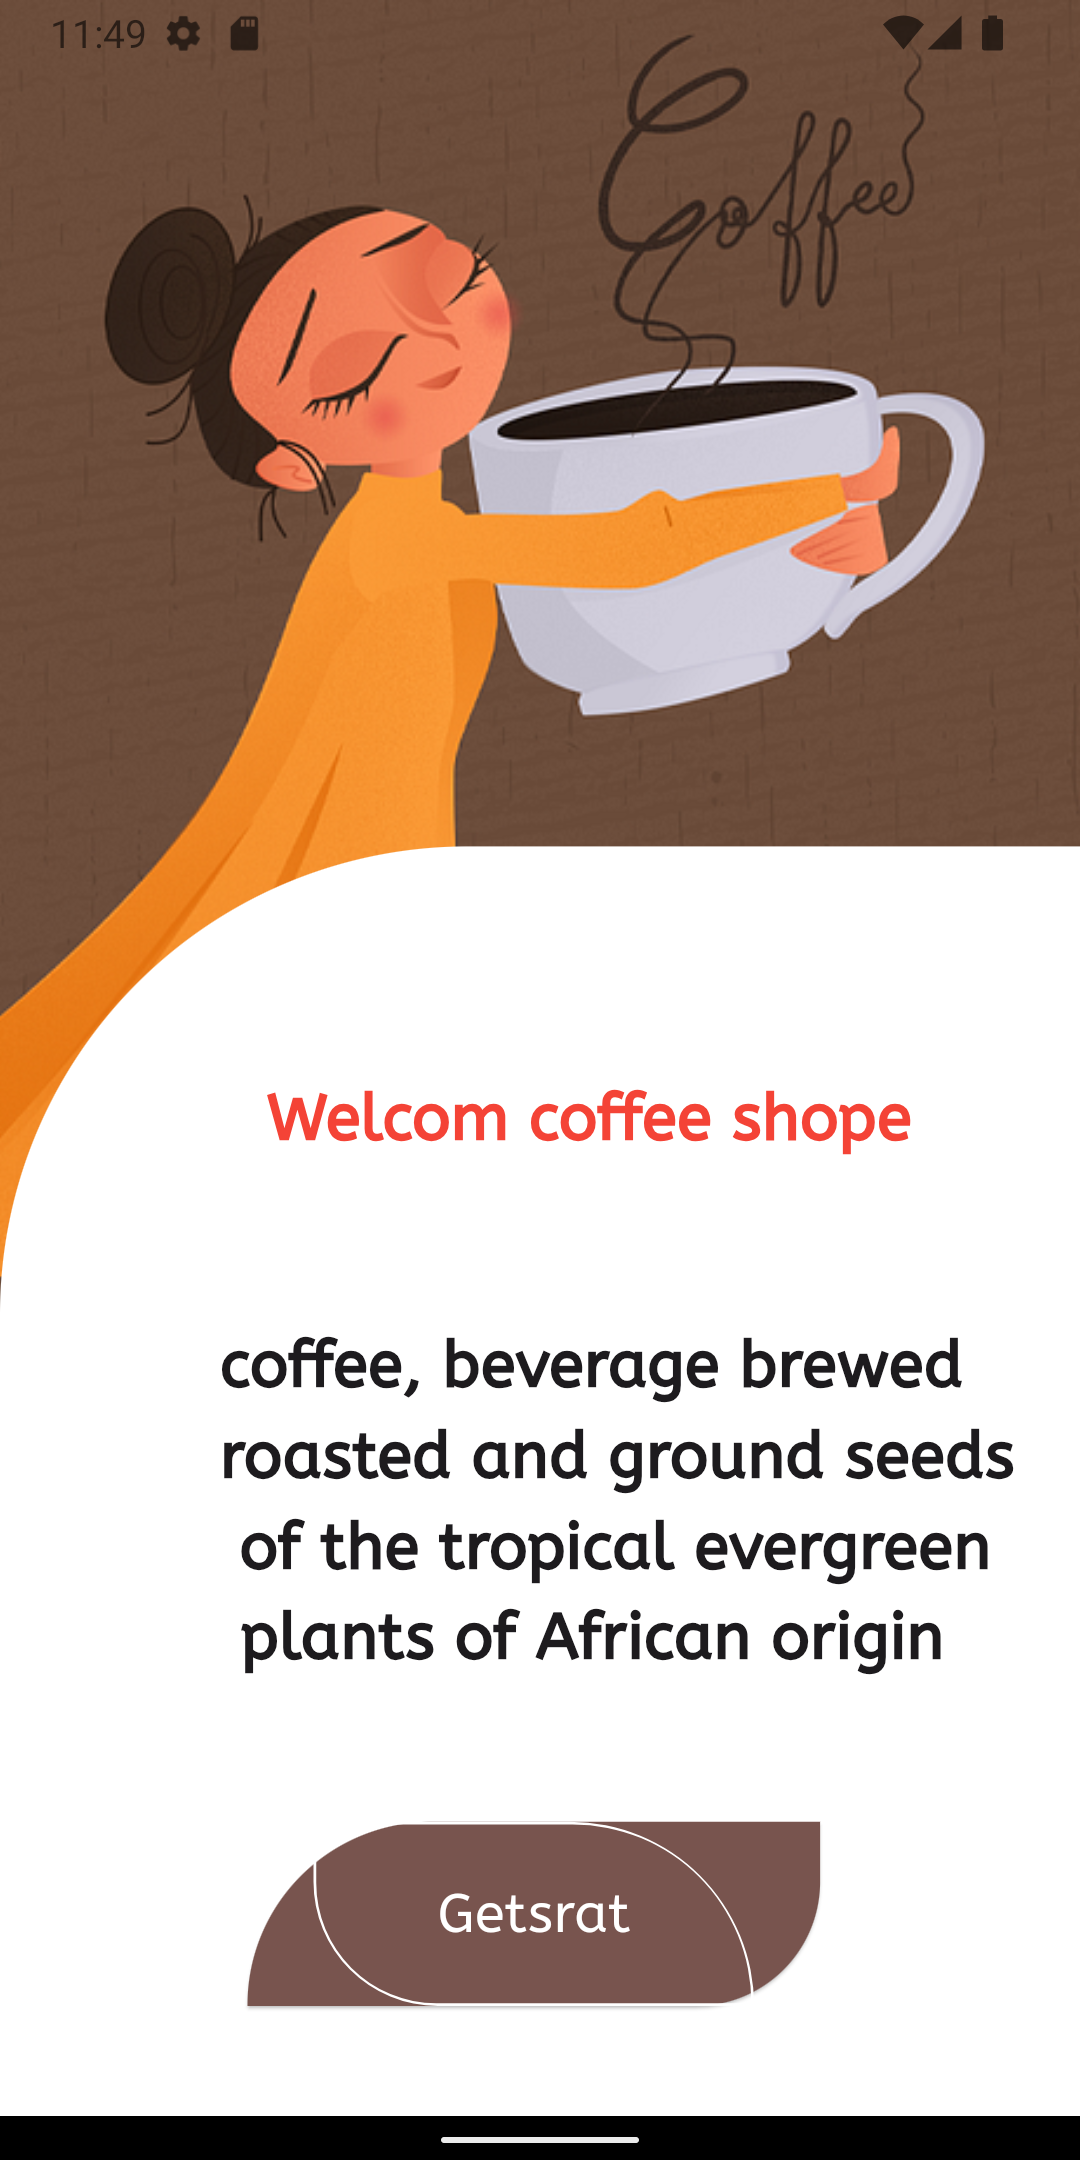 11:49
Coffee
Welcom coffee shope
coffee, beverage brewed
roasted and ground seeds
of the tropical evergreen
plants of African origin
Getsrat